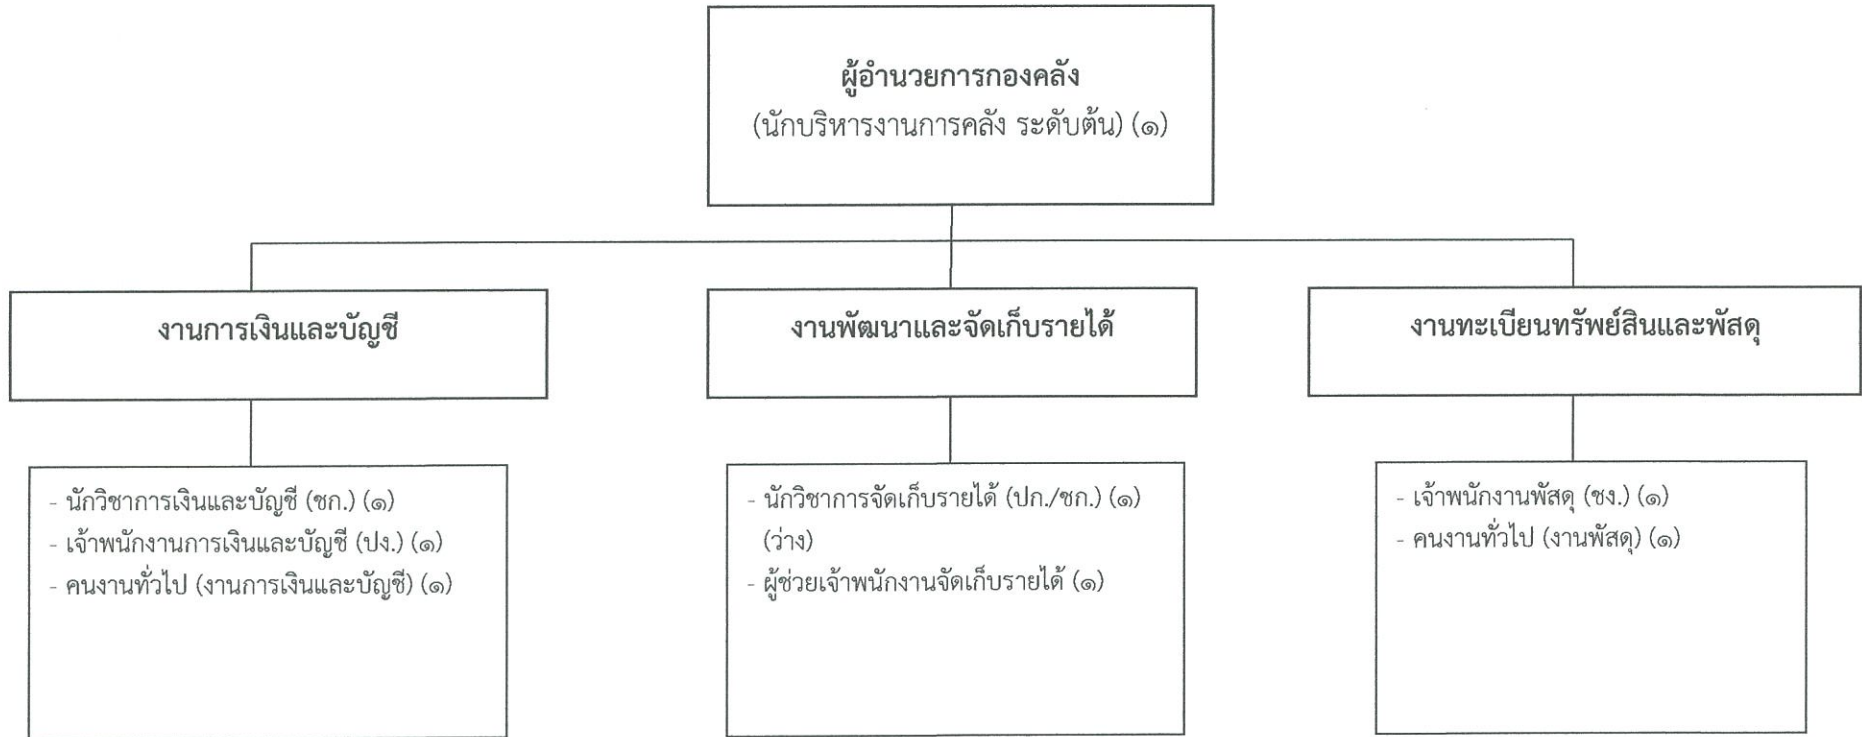 ผู้อำนวยการกองคลัง
(นักบริหารงานการคลัง ระดับต้น) (๑)
งานการเงินและบัญชี
งานพัฒนาและจัดเก็บรายได้
งานทะเบียนทรัพย์สินและพัสดุ
- นักวิชาการเงินและบัญชี (ชก.) (๑)
- เจ้าพนักงานการเงินและบัญชี (ปง.) (๑)
- คนงานทั่วไป (งานการเงินและบัญชี) (๑)
- นักวิชาการจัดเก็บรายได้ (ปก./ชก.) (๑)
(ว่าง)
- ผู้ช่วยเจ้าพนักงานจัดเก็บรายได้ (๑)
- เจ้าพนักงานพัสดุ (ชง.) (๑)
- คนงานทั่วไป (งานพัสดุ) (๑)